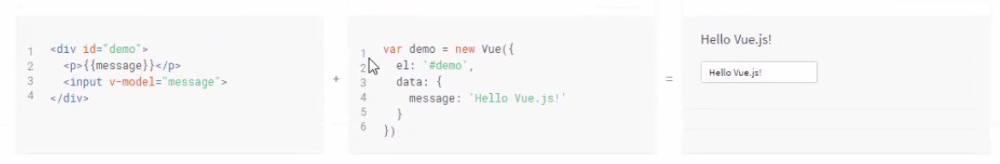 1 <div id="demo">
2 <p>{{message}}</p>
3 <input v-model="message">
4 </div>
+
1 var demo = new Vue({
2 el: '#demo',
3 data: {
4 message: 'Hello Vue.js!'
5 }
6 })
=
Hello Vue.js!
Hello Vue.js!